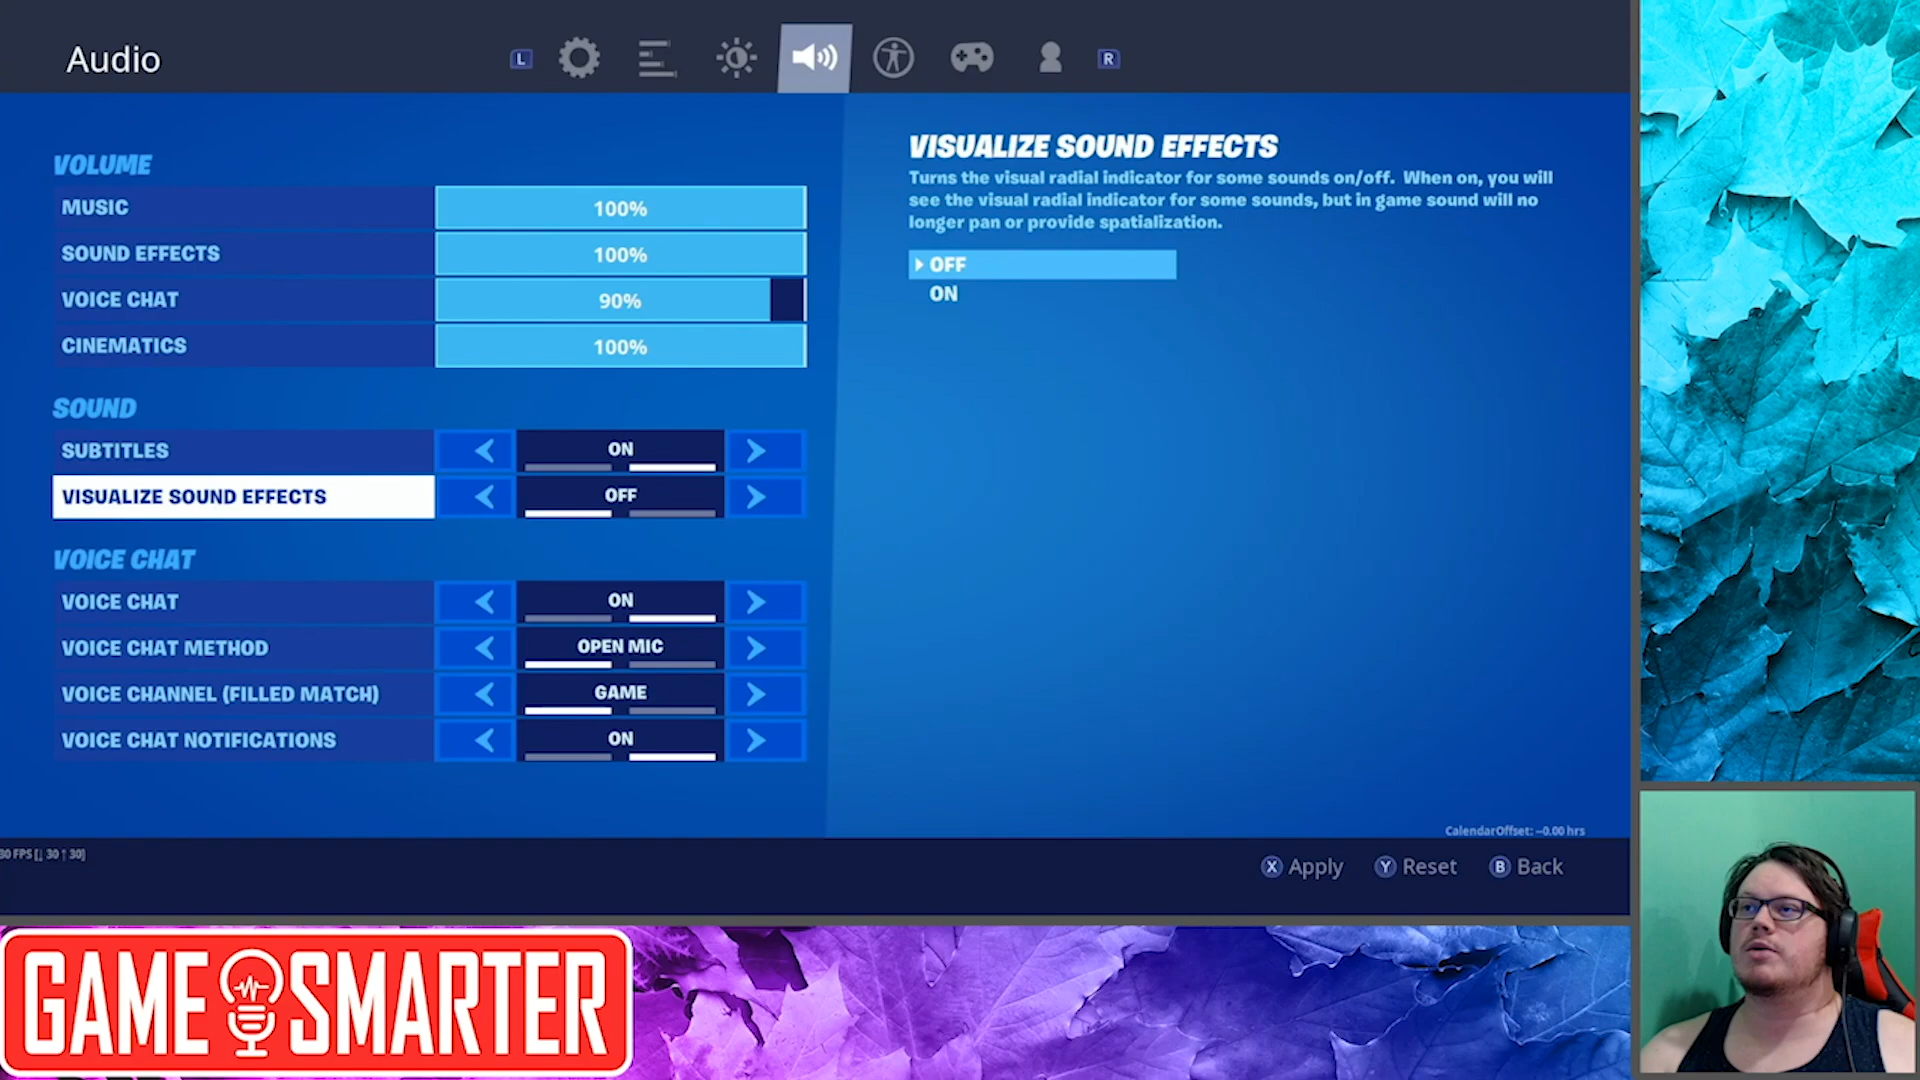 Audio
L
R
VOLUME
MUSIC
100%
SOUND EFFECTS
100%
VOICE CHAT
90%
CINEMATICS
100%
SOUND
SUBTITLES
ON
VISUALIZE SOUND EFFECTS
OFF
VOICE CHAT
VOICE CHAT
ON
VOICE CHAT METHOD
OPEN MIC
VOICE CHANNEL (FILLED MATCH)
GAME
VOICE CHAT NOTIFICATIONS
ON
VISUALIZE SOUND EFFECTS
Turns the visual radial indicator for some sounds on/off. When on, you will
see the visual radial indicator for some sounds, but in game sound will no
longer pan or provide spatialization.
OFF
ON
CalendarOffset: -0.00 hrs
30 FPS [↓ 30 ↑ 30]
X Apply
Y Reset
B Back
GAME SMARTER